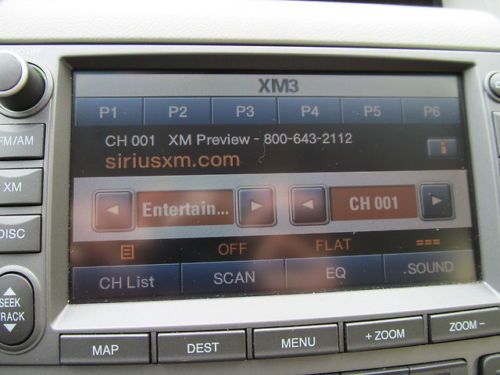 XM3
P1 P2 P3 P4 P5 P6
CH 001 XM Preview - 800-643-2112
siriusxm.com
Entertain... CH 001
OFF FLAT
CH List SCAN EQ .SOUND
FM/AM
XM
DISC
SEEK
TRACK
MAP DEST MENU + ZOOM ZOOM -